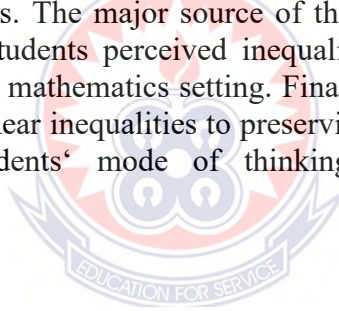 s. The major source of th
tudents perceived inequali
mathematics setting. Fina
near inequalities to preservi
dents‘ mode of thinking
EDUCATION FOR SERVICE